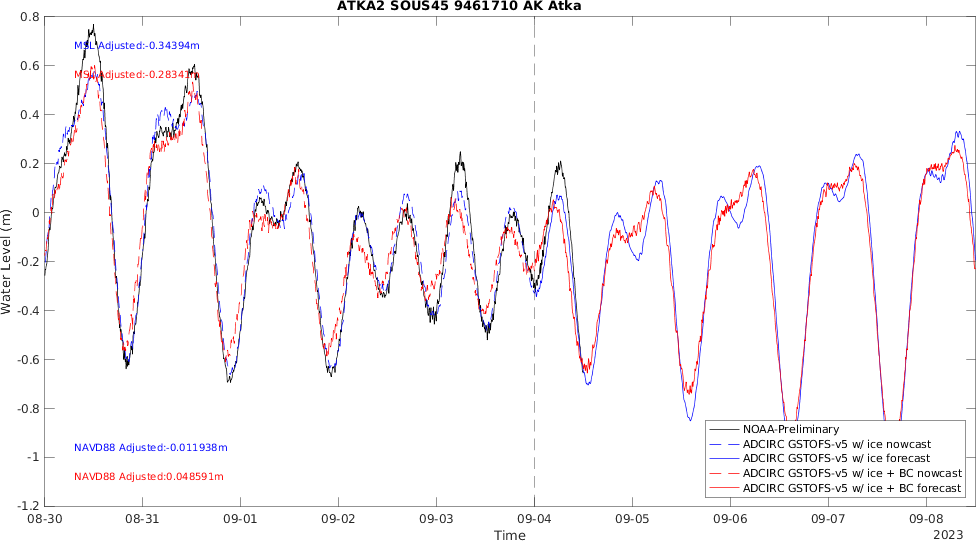 ATKA2 SOUS45 9461710 AK Atka
0.8
0.6
0.4
0.2
0
-0.2
-0.4
-0.6
-0.8
-1
-1.2
Water Level (m)
MSL Adjusted:-0.34394m
MSL Adjusted:-0.28341m
NAVD88 Adjusted:-0.011938m
NAVD88 Adjusted:0.048591m
NOAA-Preliminary
ADCIRC GSTOFS-v5 w/ ice nowcast
ADCIRC GSTOFS-v5 w/ ice forecast
ADCIRC GSTOFS-v5 w/ ice + BC nowcast
ADCIRC GSTOFS-v5 w/ ice + BC forecast
08-30 08-31 09-01 09-02 09-03 09-04 09-05 09-06 09-07 09-08
Time
2023